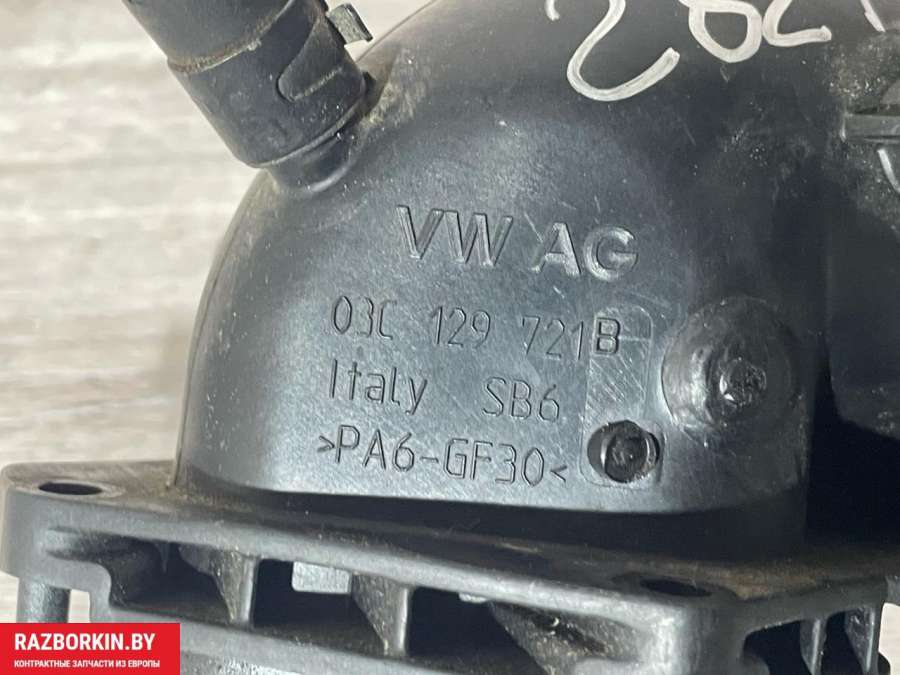 VW AG
03C 129 721B
Italy SB6
>PA6-GF30<
RAZBORKIN.BY
КОНТРАКТНЫЕ ЗАПЧАСТИ ИЗ ЕВРОПЫ